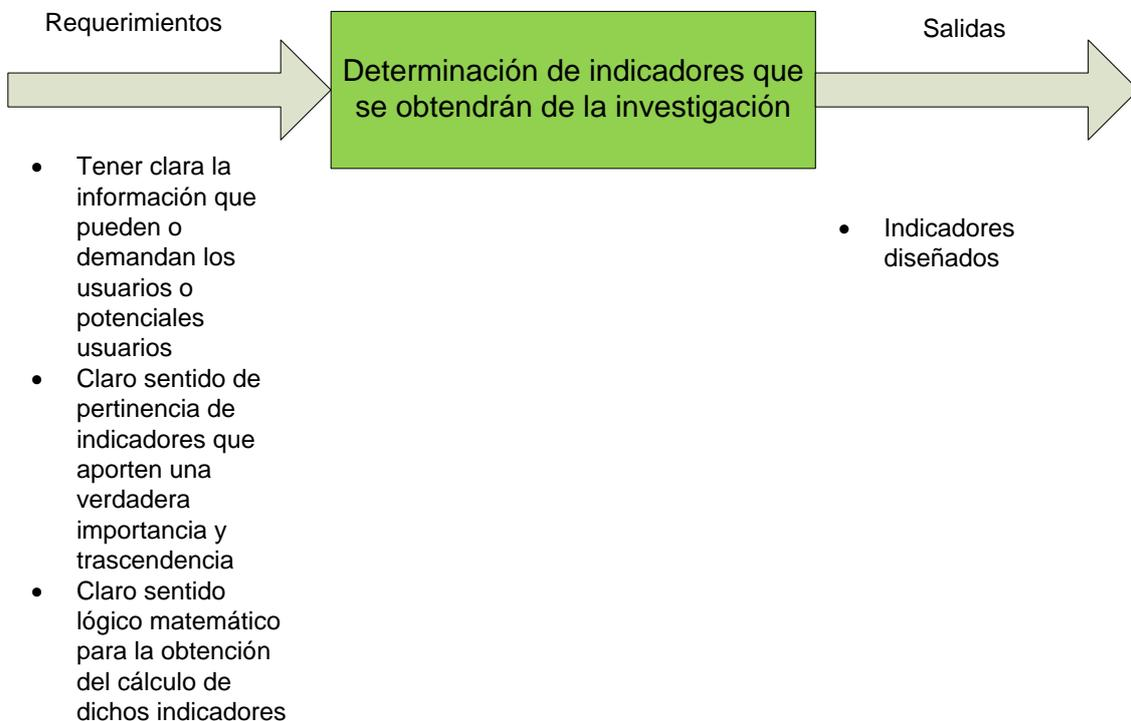 Requerimientos
Determinación de indicadores que
se obtendrán de la investigación
Salidas
• Tener clara la
información que
pueden o
demandan los
usuarios o
potenciales
usuarios
• Claro sentido de
pertinencia de
indicadores que
aporten una
verdadera
importancia y
trascendencia
• Claro sentido
lógico matemático
para la obtención
del cálculo de
dichos indicadores
• Indicadores
diseñados